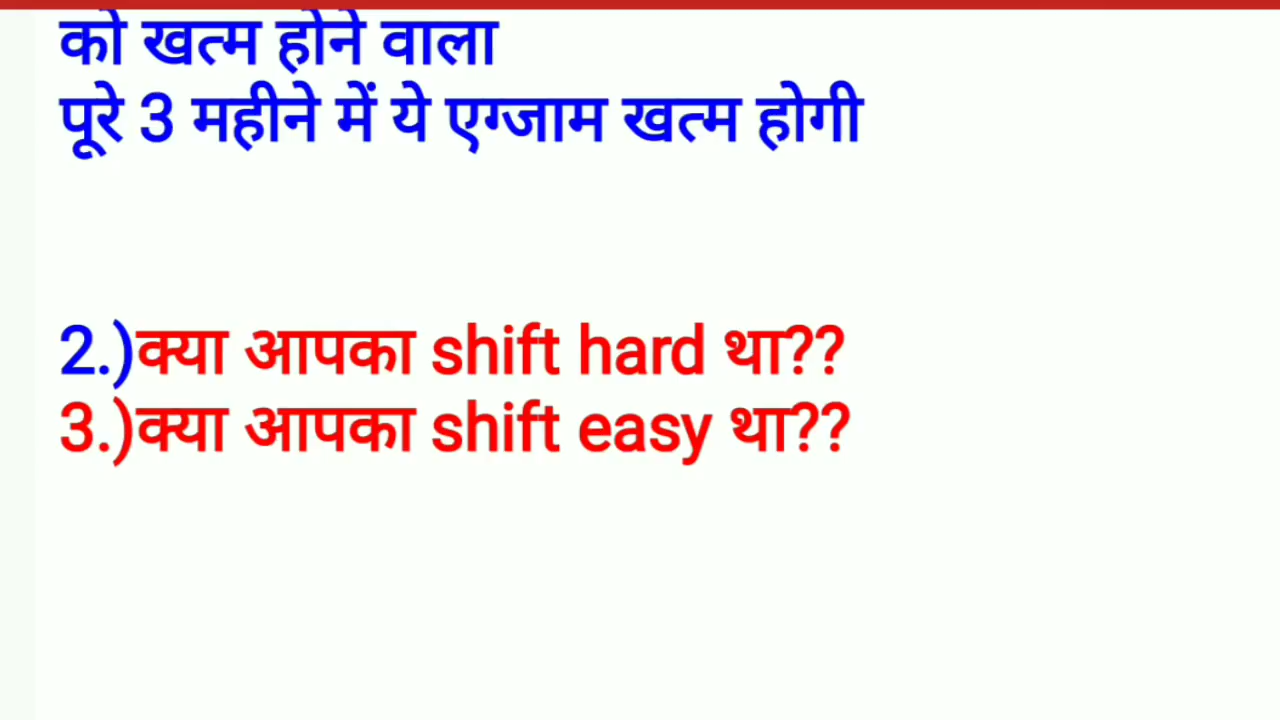 को खत्म होने वाला
पूरे 3 महीने में ये एग्जाम खत्म होगी
2.)क्या आपका shift hard था??
3.)क्या आपका shift easy था??